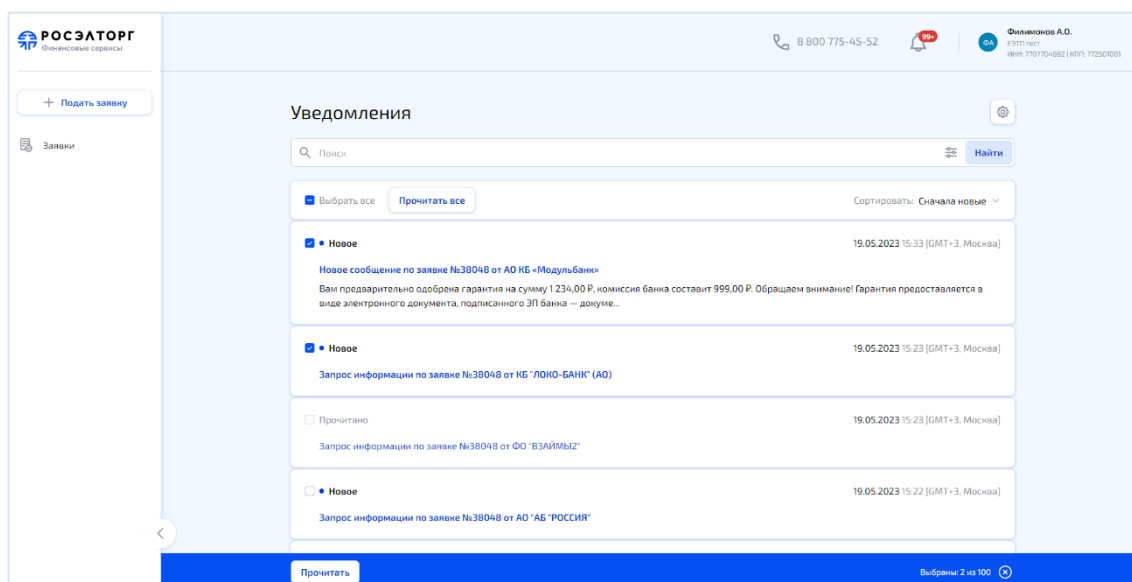 РОСЭЛТОРГ
Финансовые сервисы
8 800 775-45-52
99+
ФА
Филимонов А.О.
ЕЭТП тест
ИНН: 7707704692 | КПП: 772501001
Подать заявку
Заявки
Уведомления
Поиск
Найти
Выбрать все
Прочитать все
Сортировать: Сначала новые
Новое
19.05.2023 15:33 [GMT+3, Москва]
Новое сообщение по заявке №38048 от АО КБ «Модульбанк»
Вам предварительно одобрена гарантия на сумму 1 234,00 ₽, комиссия банка составит 999,00 ₽. Обращаем внимание! Гарантия предоставляется в
виде электронного документа, подписанного ЭП банка — докуме...
Новое
19.05.2023 15:23 [GMT+3, Москва]
Запрос информации по заявке №38048 от КБ "ЛОКО-БАНК" (АО)
Прочитано
19.05.2023 15:23 [GMT+3, Москва]
Запрос информации по заявке №38048 от ФО "ВЗАЙМЫ2"
Новое
19.05.2023 15:22 [GMT+3, Москва]
Запрос информации по заявке №38048 от АО "АБ "РОССИЯ"
Прочитать
Выбраны: 2 из 100